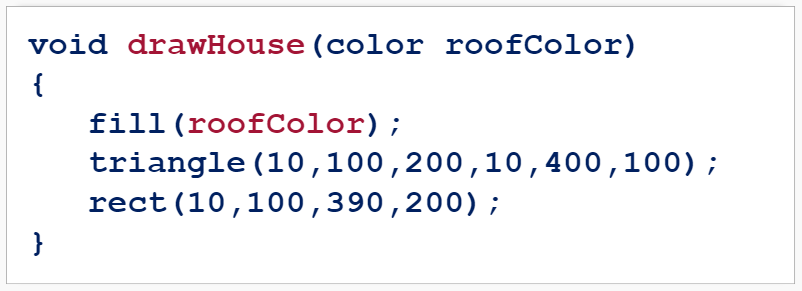 void drawHouse(color roofColor)
{
   fill(roofColor);
   triangle(10,100,200,10,400,100);
   rect(10,100,390,200);
}